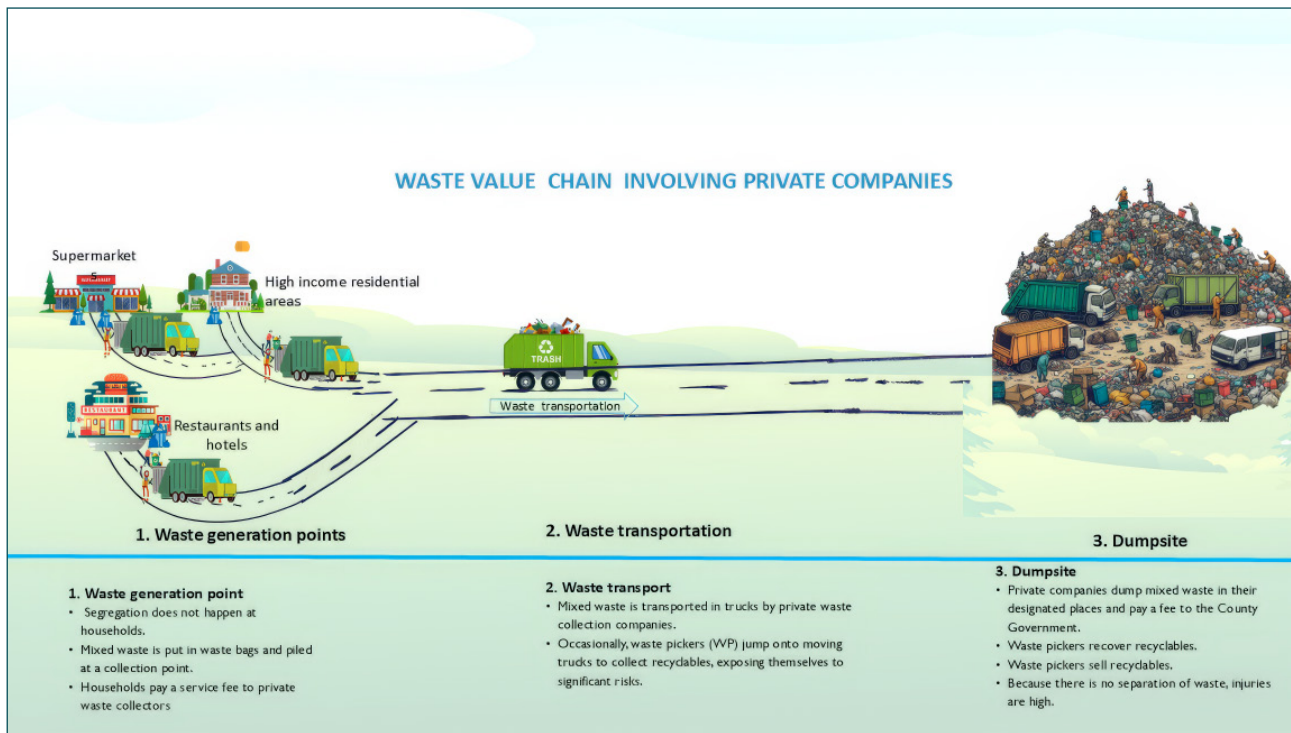 WASTE VALUE CHAIN INVOLVING PRIVATE COMPANIES
Supermarket
s
High income residential
areas
RESTAURANT
Restaurants and
hotels
TRASH
Waste transportation
1. Waste generation points
2. Waste transportation
3. Dumpsite
1. Waste generation point
• Segregation does not happen at
households.
• Mixed waste is put in waste bags and piled
at a collection point.
• Households pay a service fee to private
waste collectors
2. Waste transport
• Mixed waste is transported in trucks by private waste
collection companies.
• Occasionally, waste pickers (WP) jump onto moving
trucks to collect recyclables, exposing themselves to
significant risks.
3. Dumpsite
• Private companies dump mixed waste in their
designated places and pay a fee to the County
Government.
• Waste pickers recover recyclables.
• Waste pickers sell recyclables.
• Because there is no separation of waste, injuries
are high.